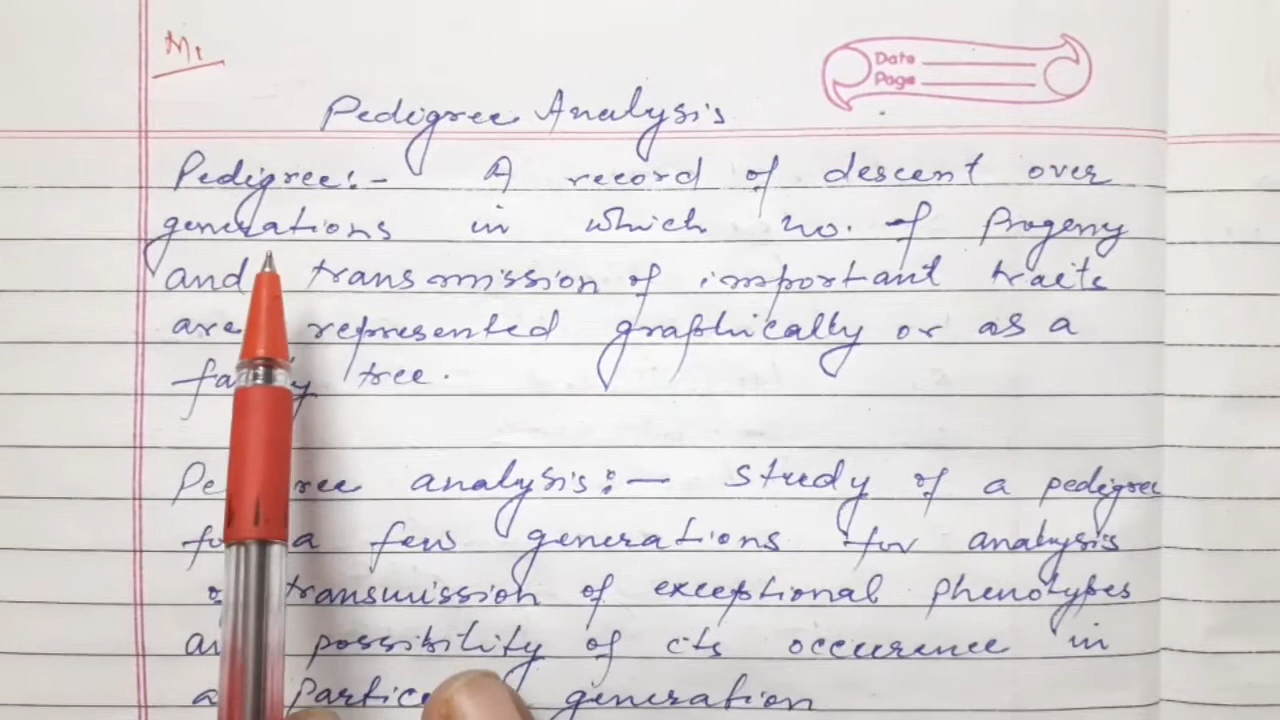 Date
Page
Pedigree Analysis
Pedigree:- A record of descent over
generations in which no. of Progeny
and transmission of important traits
are represented graphically or as a
tree.
analysis:- Study of a pedigree
a few generations for analysis
transmission of exceptional phenotypes
possibility of its occurence in
generation